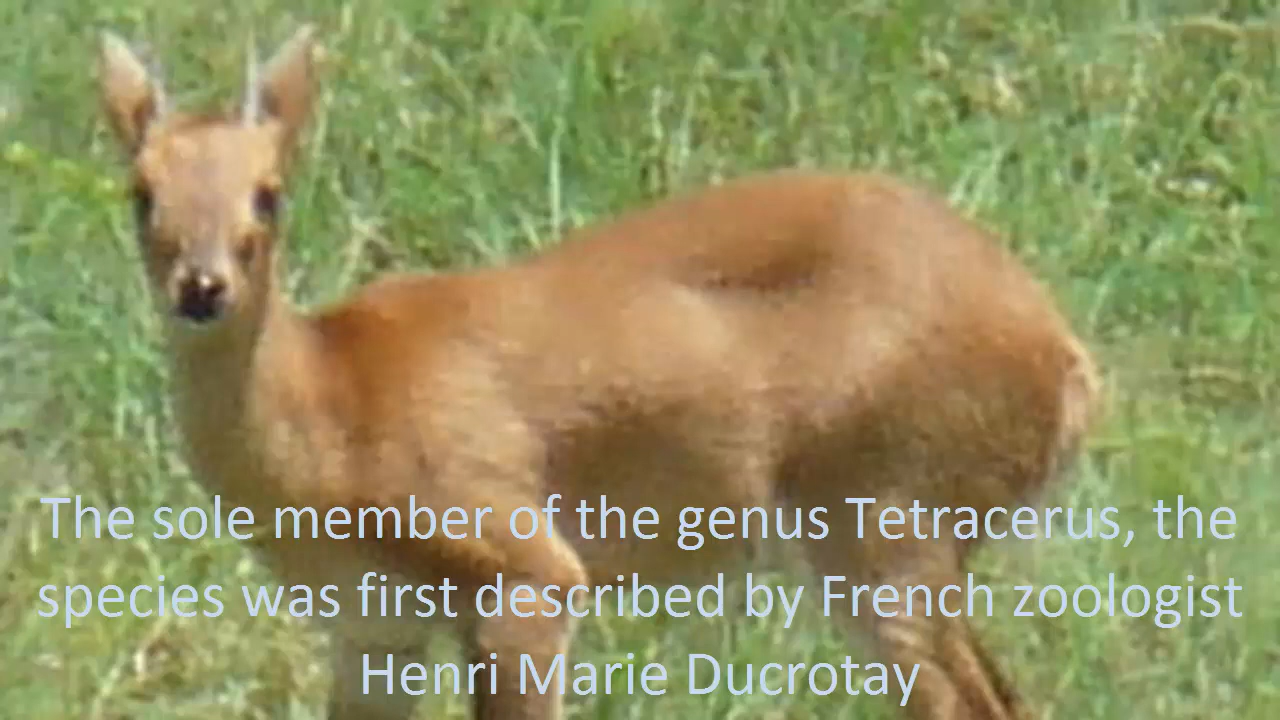 The sole member of the genus Tetracerus, the
species was first described by French zoologist
Henri Marie Ducrotay